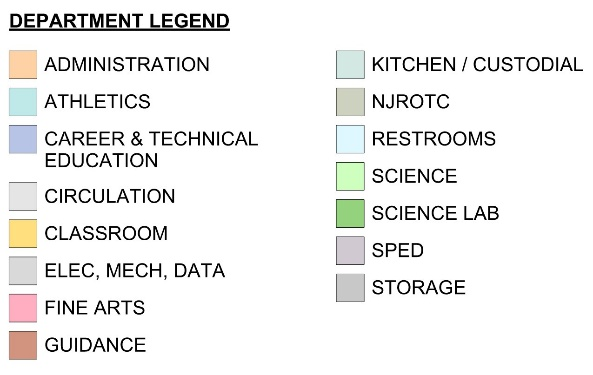 DEPARTMENT LEGEND
ADMINISTRATION
ATHLETICS
CAREER & TECHNICAL
EDUCATION
CIRCULATION
CLASSROOM
ELEC, MECH, DATA
FINE ARTS
GUIDANCE
KITCHEN / CUSTODIAL
NJROTC
RESTROOMS
SCIENCE
SCIENCE LAB
SPED
STORAGE